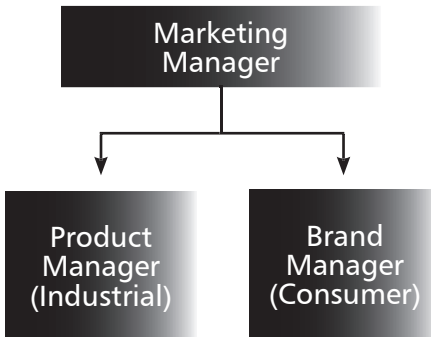 Marketing
Manager
Product
Manager
(Industrial)
Brand
Manager
(Consumer)